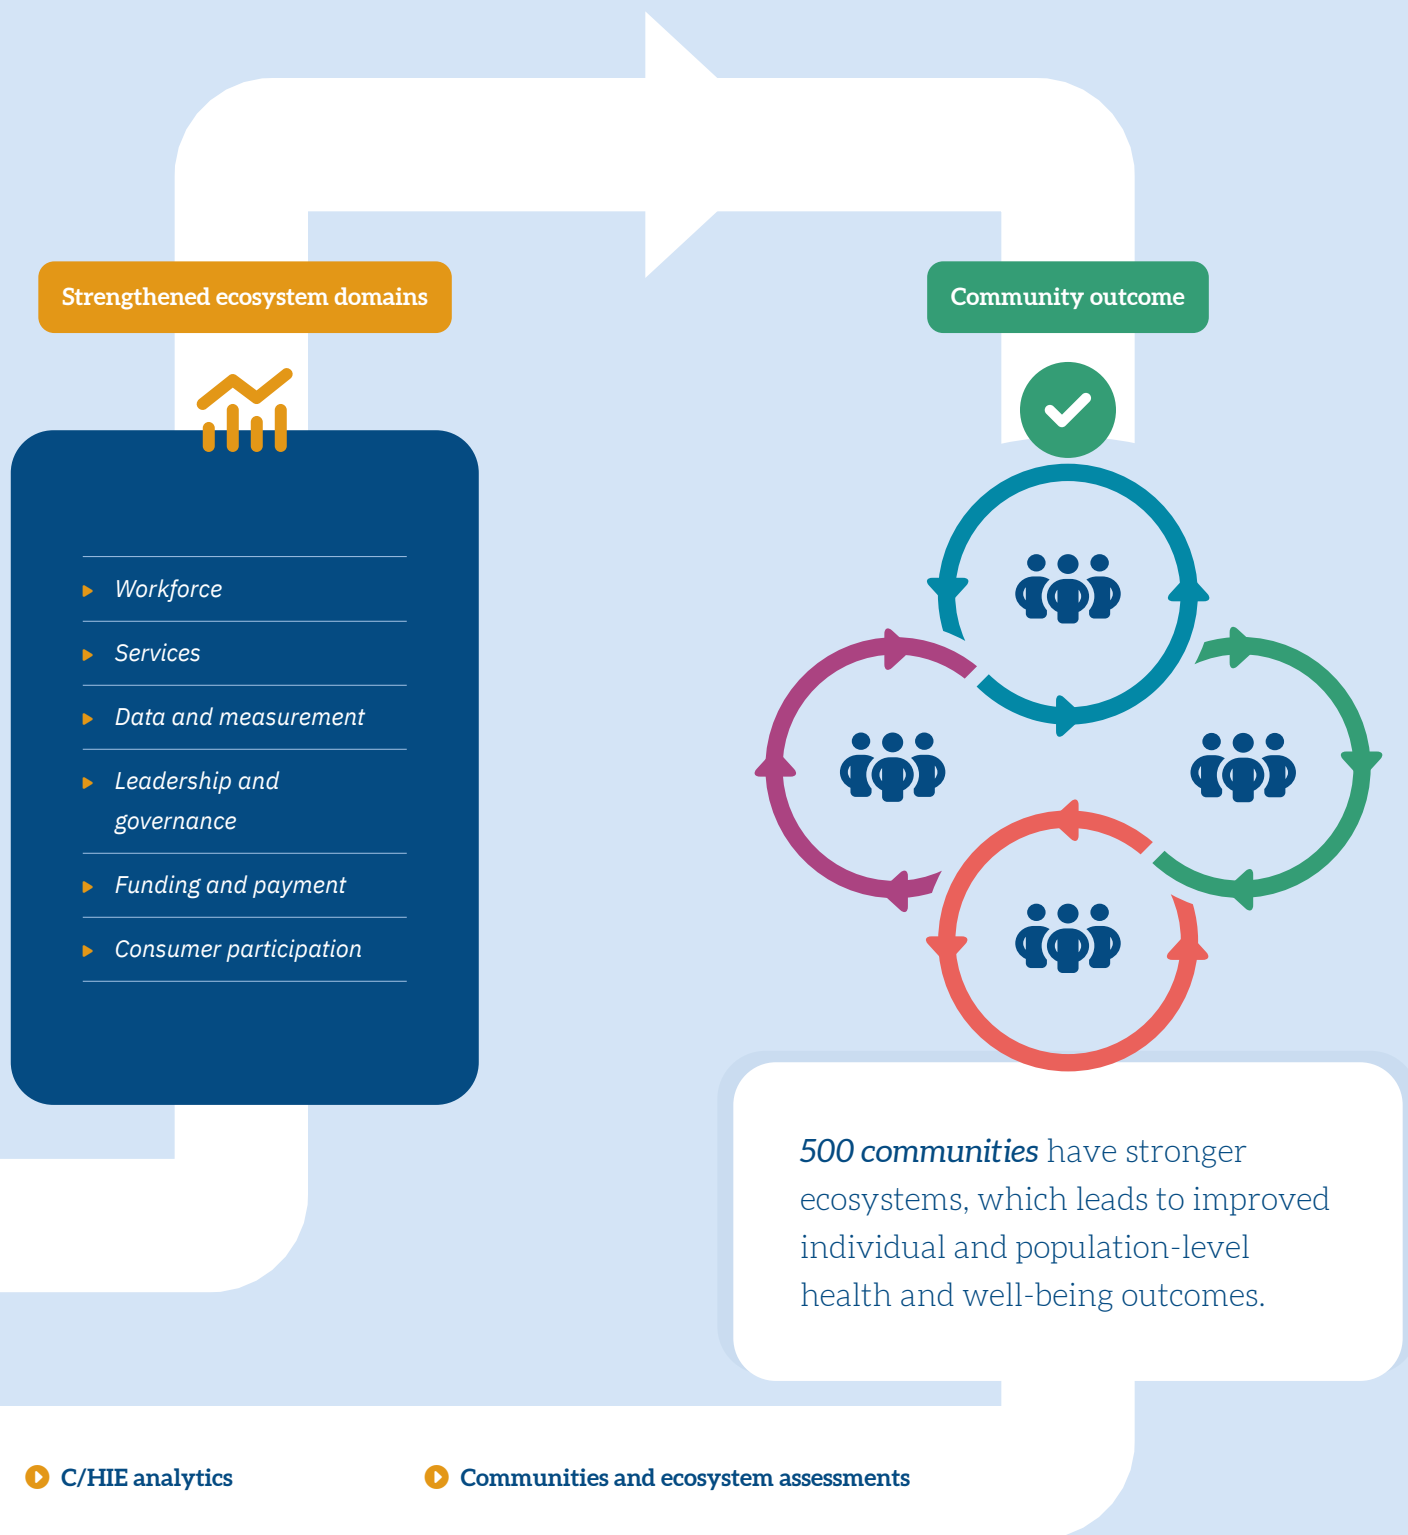 Strengthened ecosystem domains
Workforce
Services
Data and measurement
Leadership and
governance
Funding and payment
Consumer participation
Community outcome
500 communities have stronger
ecosystems, which leads to improved
individual and population-level
health and well-being outcomes.
C/HIE analytics
Communities and ecosystem assessments